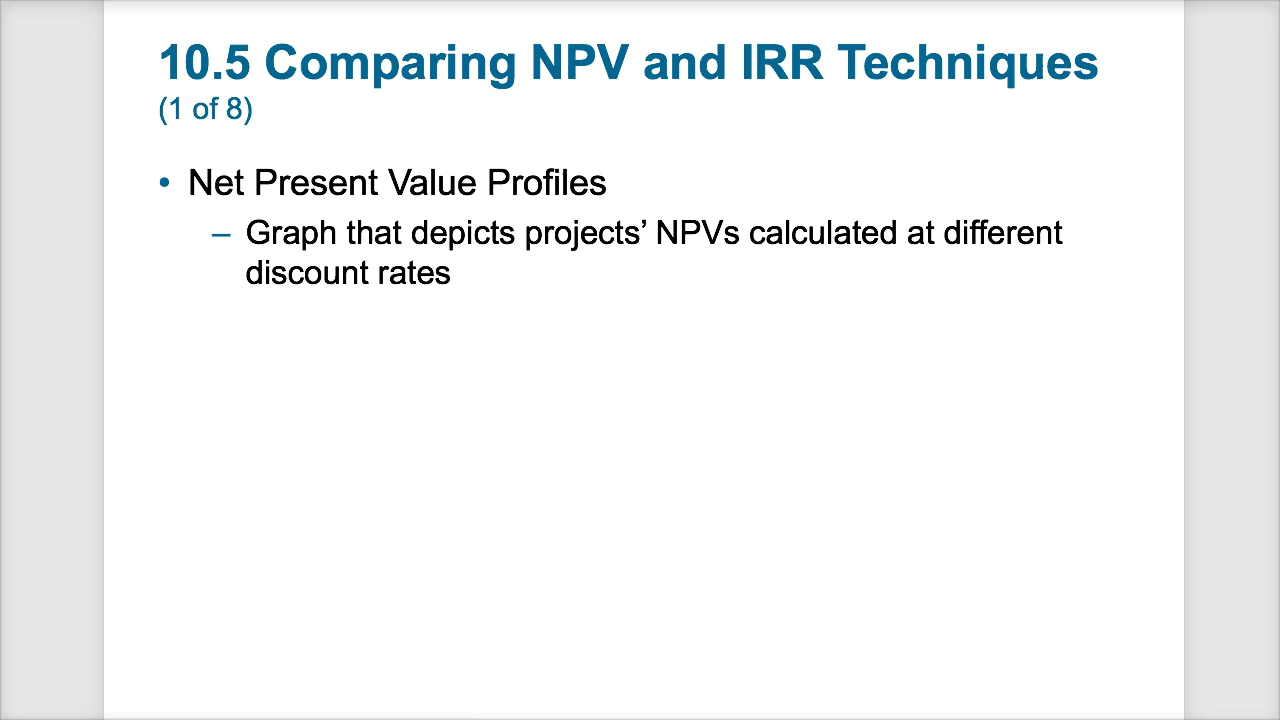 10.5 Comparing NPV and IRR Techniques
(1 of 8)
• Net Present Value Profiles
– Graph that depicts projects’ NPVs calculated at different
discount rates